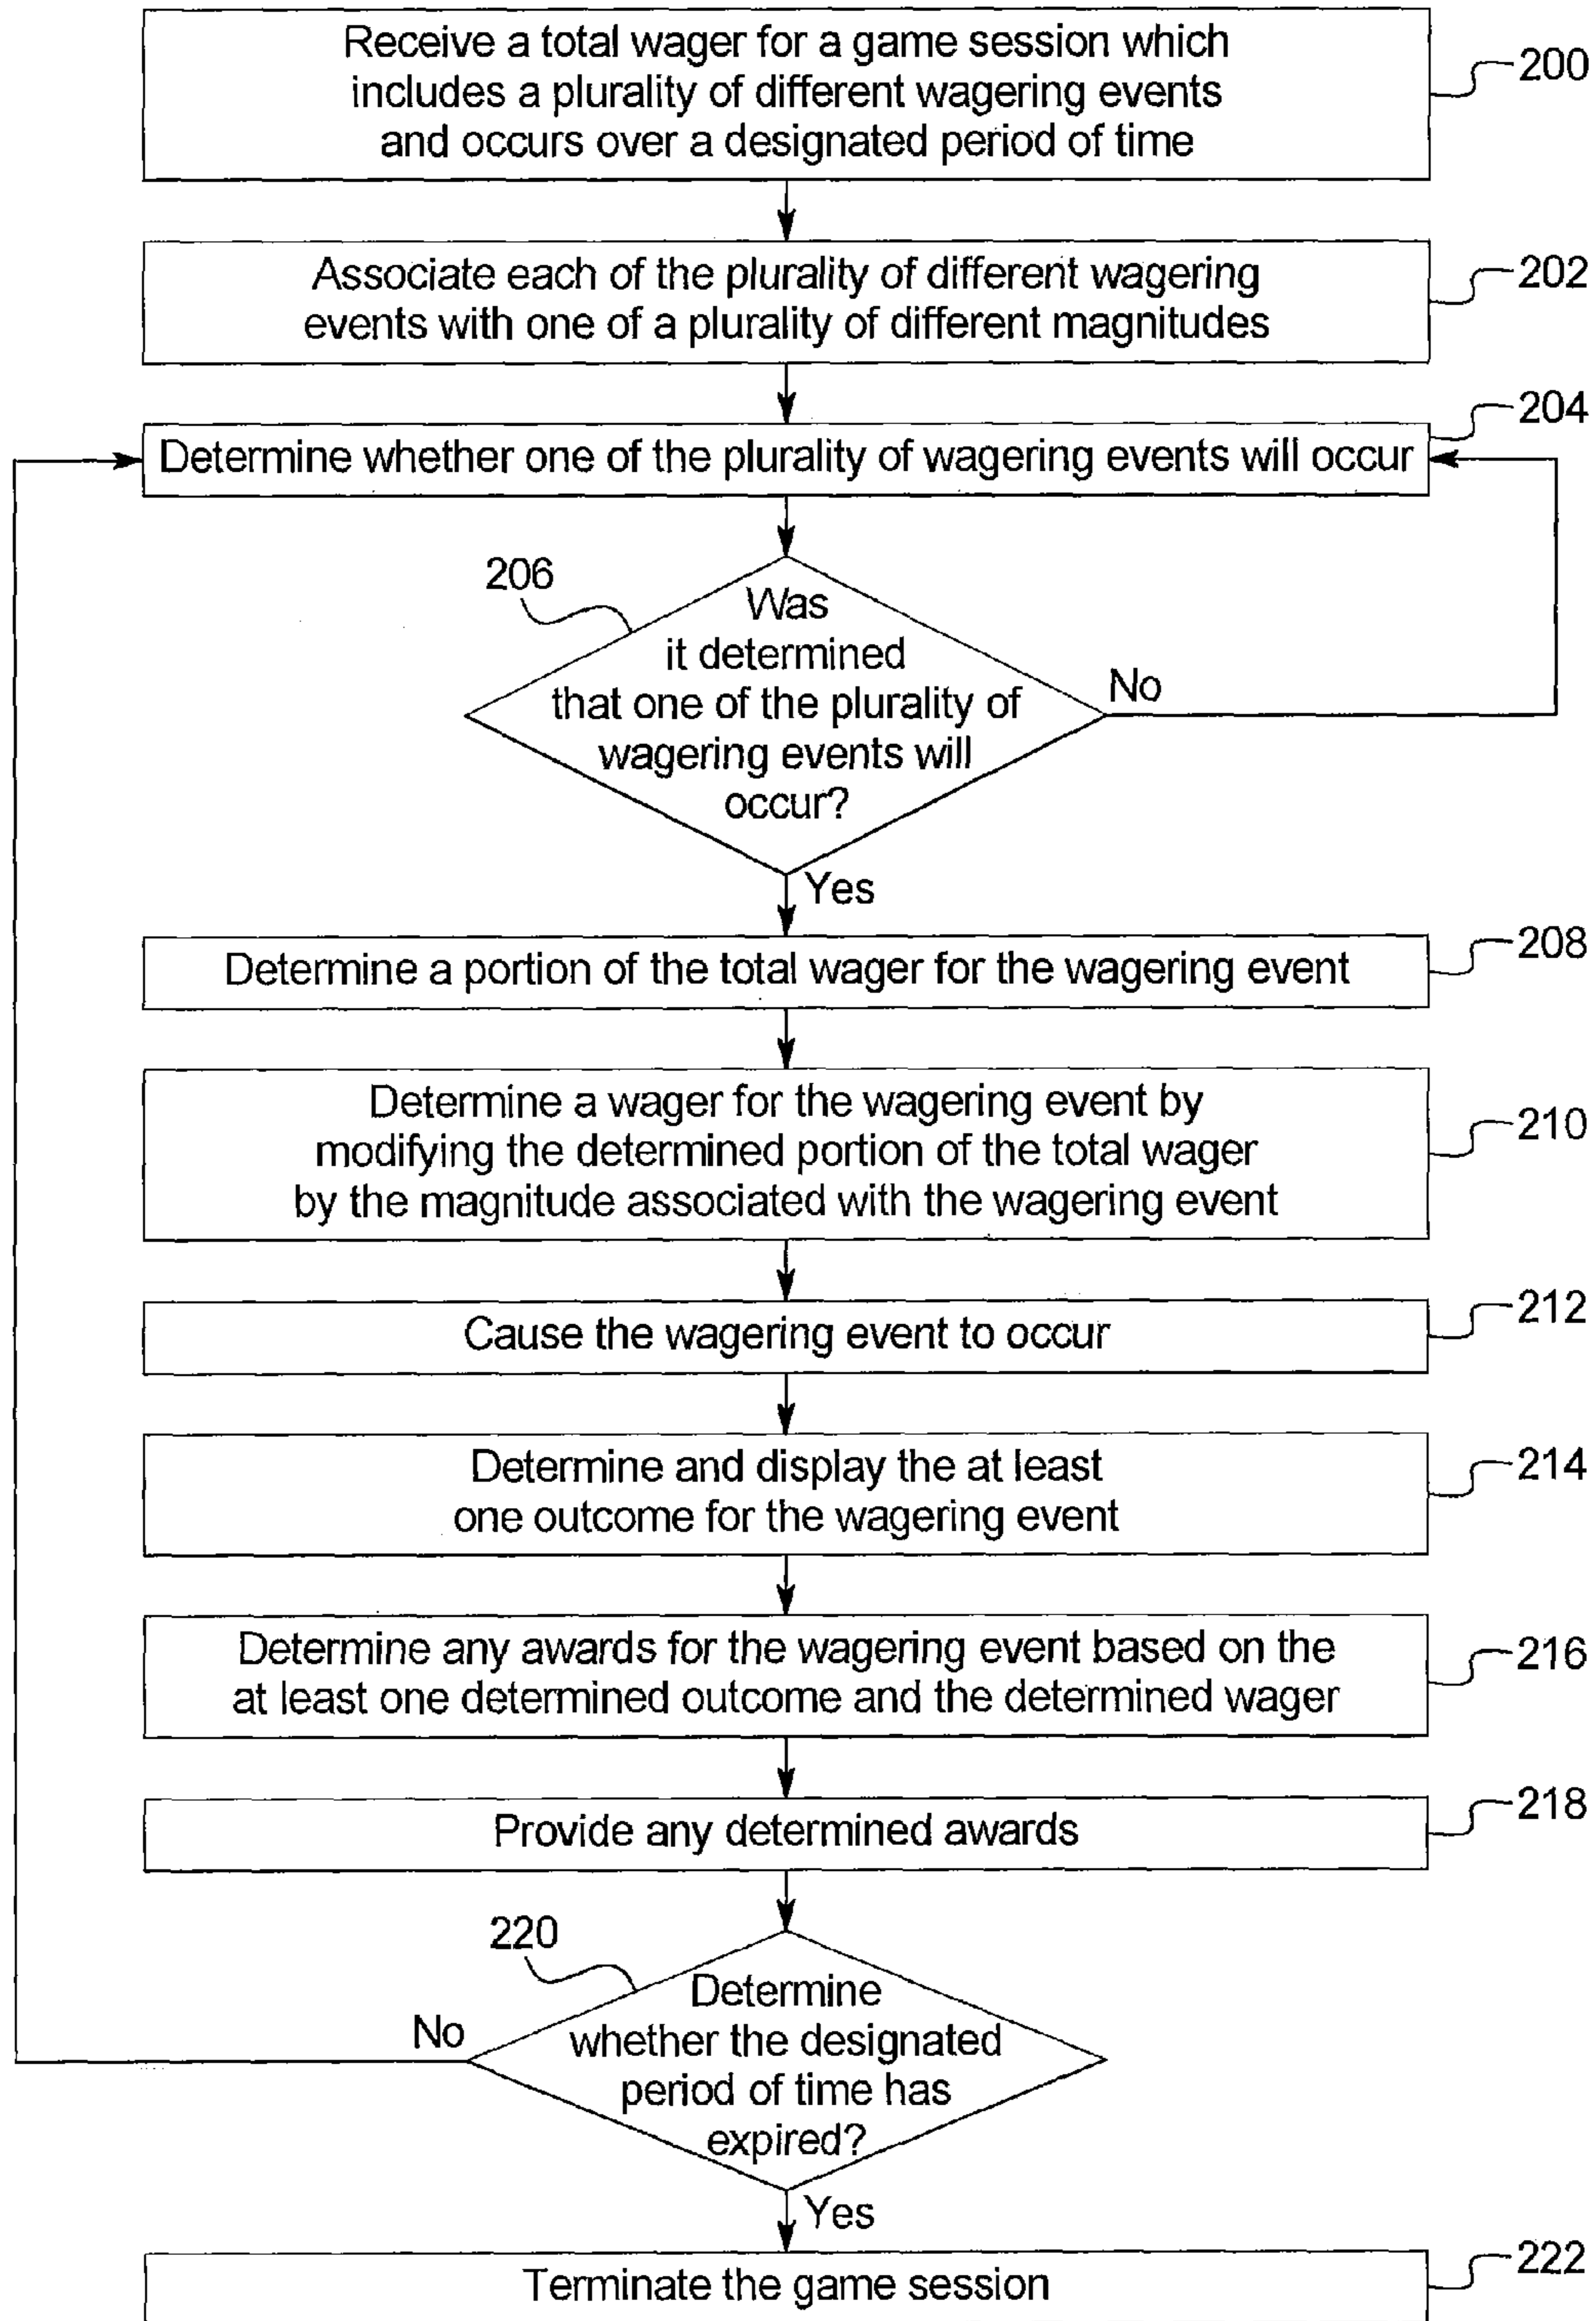 Receive a total wager for a game session which
includes a plurality of different wagering events
and occurs over a designated period of time
200
Associate each of the plurality of different wagering
events with one of a plurality of different magnitudes
202
204
Determine whether one of the plurality of wagering events will occur
206
Was
it determined
that one of the plurality of
wagering events will
occur?
No
Yes
Determine a portion of the total wager for the wagering event
208
Determine a wager for the wagering event by
modifying the determined portion of the total wager
by the magnitude associated with the wagering event
210
Cause the wagering event to occur
212
Determine and display the at least
one outcome for the wagering event
214
Determine any awards for the wagering event based on the
at least one determined outcome and the determined wager
216
Provide any determined awards
218
220
Determine
whether the designated
period of time has
expired?
No
Yes
Terminate the game session
222